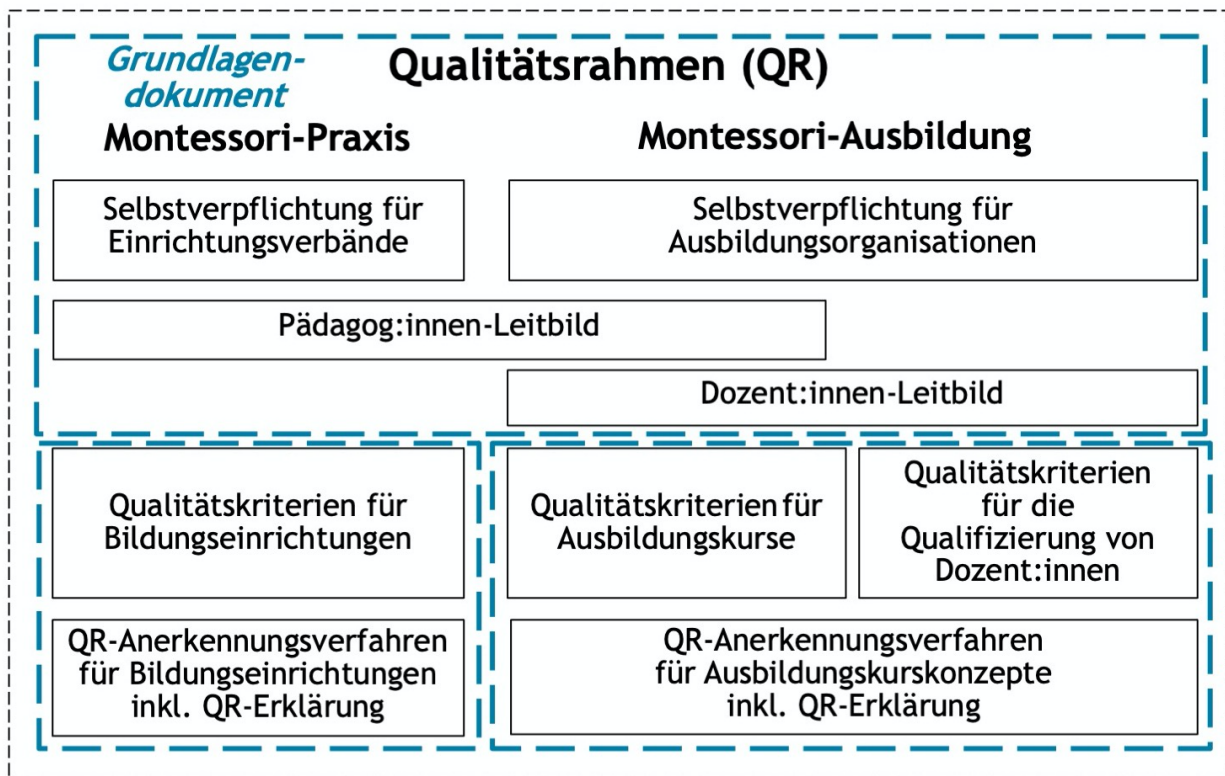 Grundlagen-
dokument
Qualitätsrahmen (QR)
Montessori-Praxis
Montessori-Ausbildung
Selbstverpflichtung für
Einrichtungsverbände
Selbstverpflichtung für
Ausbildungsorganisationen
Pädagog:innen-Leitbild
Dozent:innen-Leitbild
Qualitätskriterien für
Bildungseinrichtungen
Qualitätskriterien für
Ausbildungskurse
Qualitätskriterien
für die
Qualifizierung von
Dozent:innen
QR-Anerkennungsverfahren
für Bildungseinrichtungen
inkl. QR-Erklärung
QR-Anerkennungsverfahren
für Ausbildungskurskonzepte
inkl. QR-Erklärung